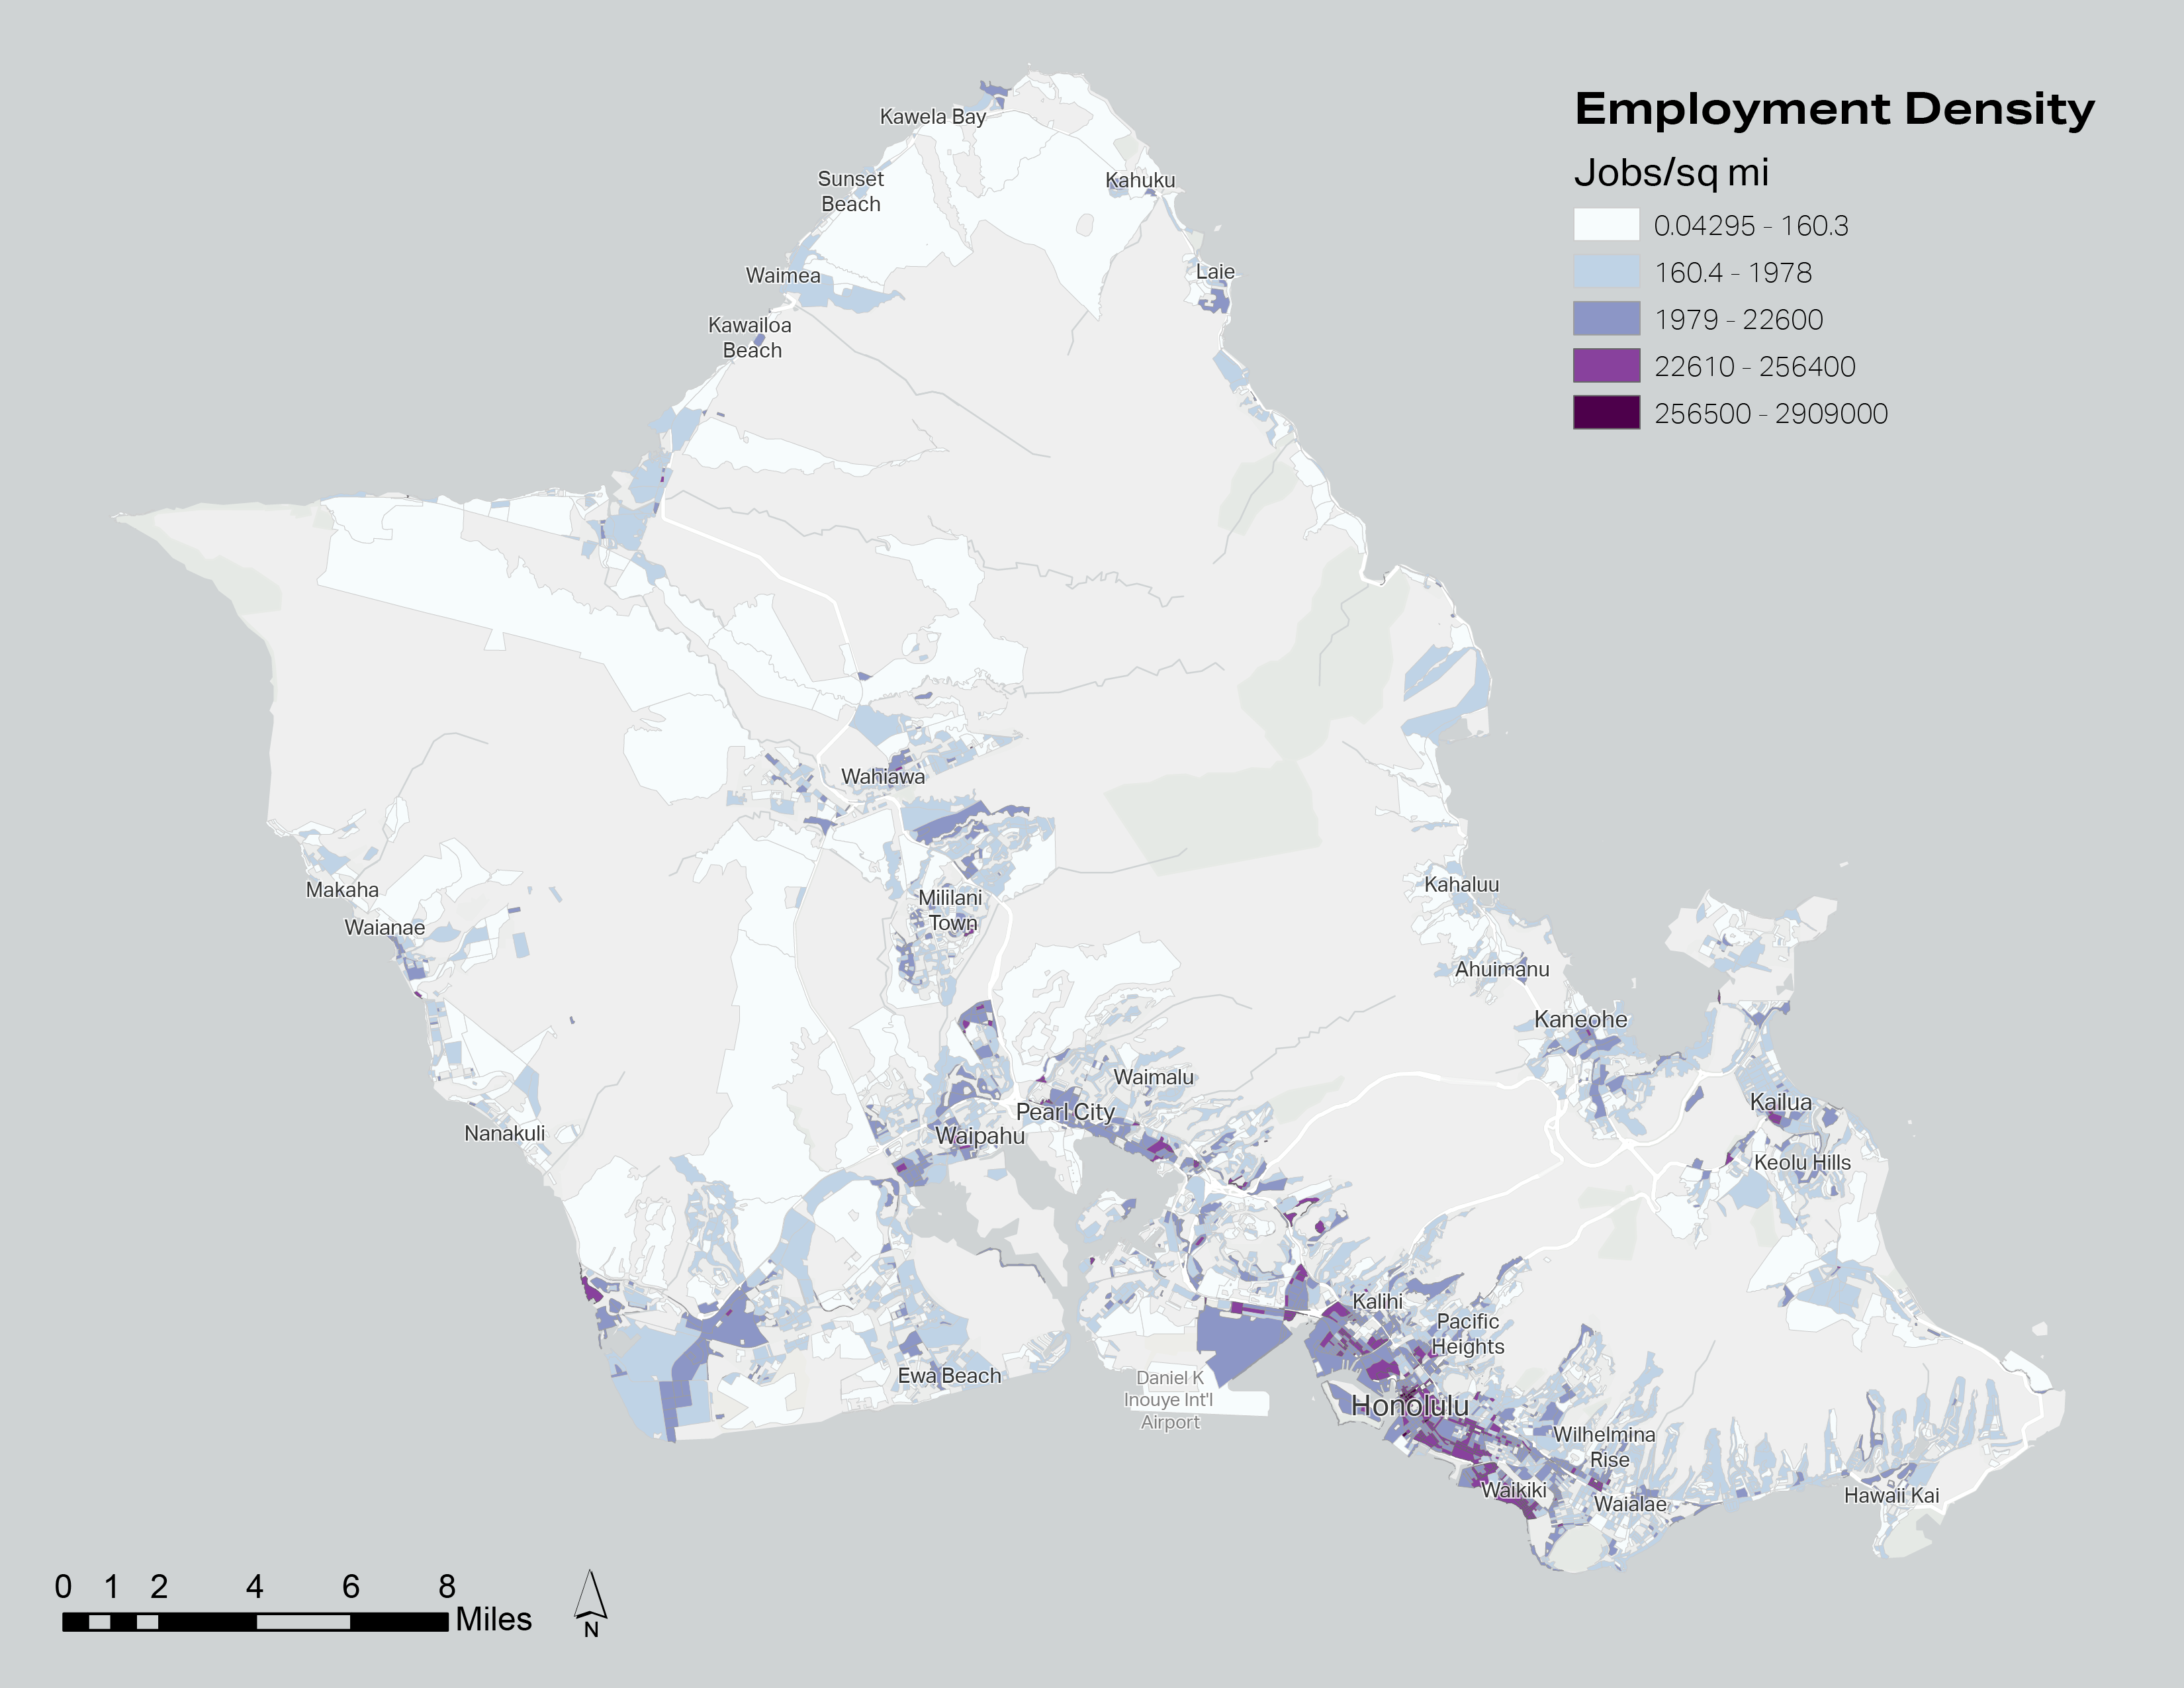 Employment Density
Jobs/sq mi
0.04295 - 160.3
160.4 - 1978
1979 - 22600
22610 - 256400
256500 - 2909000
Kawela Bay
Sunset
Beach
Kahuku
Waimea
Laie
Kawailoa
Beach
Wahiawa
Makaha
Waianae
Mililani
Town
Kahaluu
Ahuimanu
Kaneohe
Waimalu
Pearl City
Waipahu
Nanakuli
Kailua
Keolu Hills
Kalihi
Pacific
Heights
Ewa Beach
Daniel K
Inouye Int'l
Airport
Honolulu
Wilhelmina
Rise
Waikiki
Waialae
Hawaii Kai
0 1 2 4 6 8
Miles
N